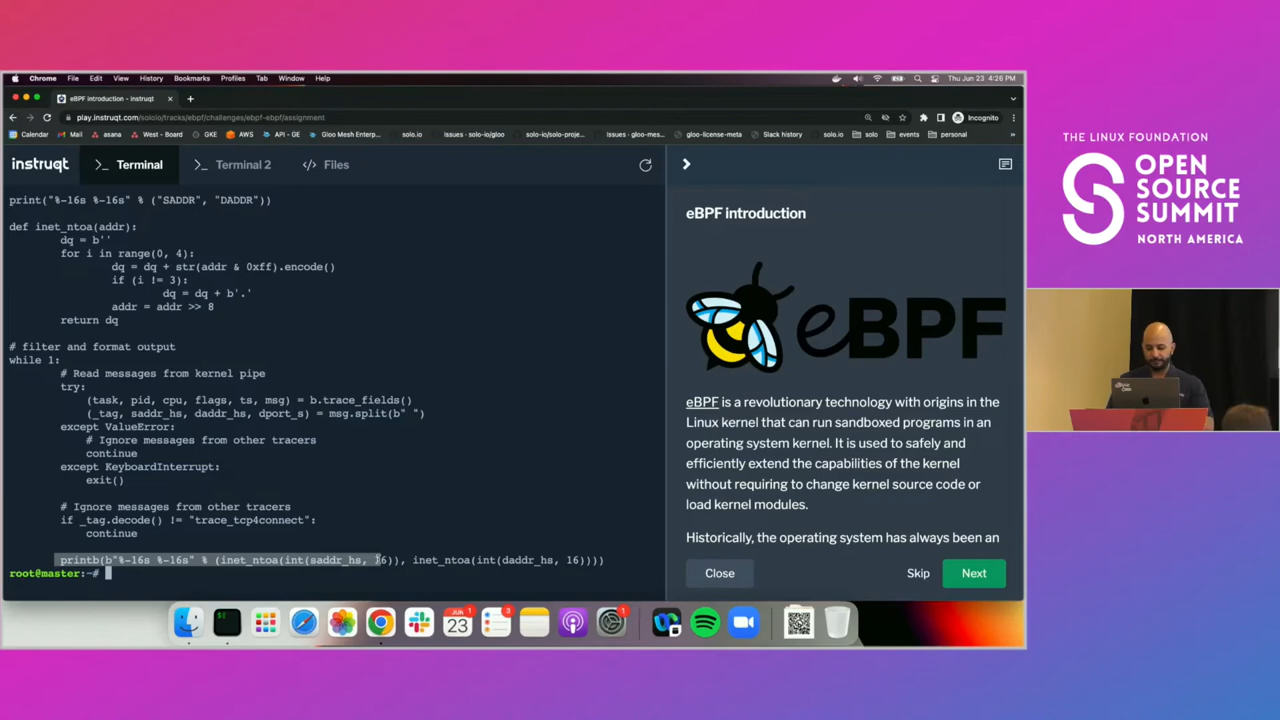 Chrome File Edit View History Bookmarks Profiles Tab Window Help Thu Jun 23 4:26 PM
eBPF introduction - instruqt
play.instruqt.com/soloio/tracks/ebpf/challenges/ebpf-ebpf/assignment Incognito
Calendar Mail asana West - Board GKE AWS API - GE Gloo Mesh Enterp... solo.io Issues · solo-io/gloo solo-io/solo-proje... Issues · gloo-mes... gloo-license-meta Slack history solo.io solo events personal
instruqt Terminal Terminal 2 Files
print("%-16s %-16s" % ("SADDR", "DADDR"))
def inet_ntoa(addr):
dq = b''
for i in range(0, 4):
dq = dq + str(addr & 0xff).encode()
if (i != 3):
dq = dq + b'.'
addr = addr >> 8
return dq
# filter and format output
while 1:
# Read messages from kernel pipe
try:
(task, pid, cpu, flags, ts, msg) = b.trace_fields()
(_tag, saddr_hs, daddr_hs, dport_s) = msg.split(b" ")
except ValueError:
# Ignore messages from other tracers
continue
except KeyboardInterrupt:
exit()
# Ignore messages from other tracers
if _tag.decode() != "trace_tcp4connect":
continue
printb(b"%-16s %-16s" % (inet_ntoa(int(saddr_hs, 16)), inet_ntoa(int(daddr_hs, 16))))
root@master:~#
eBPF introduction
eBPF
eBPF is a revolutionary technology with origins in the
Linux kernel that can run sandboxed programs in an
operating system kernel. It is used to safely and
efficiently extend the capabilities of the kernel
without requiring to change kernel source code or
load kernel modules.
Historically, the operating system has always been an
Close Skip Next
JUN
23
1
3
1
THE LINUX FOUNDATION
OPEN
SOURCE
SUMMIT
NORTH AMERICA